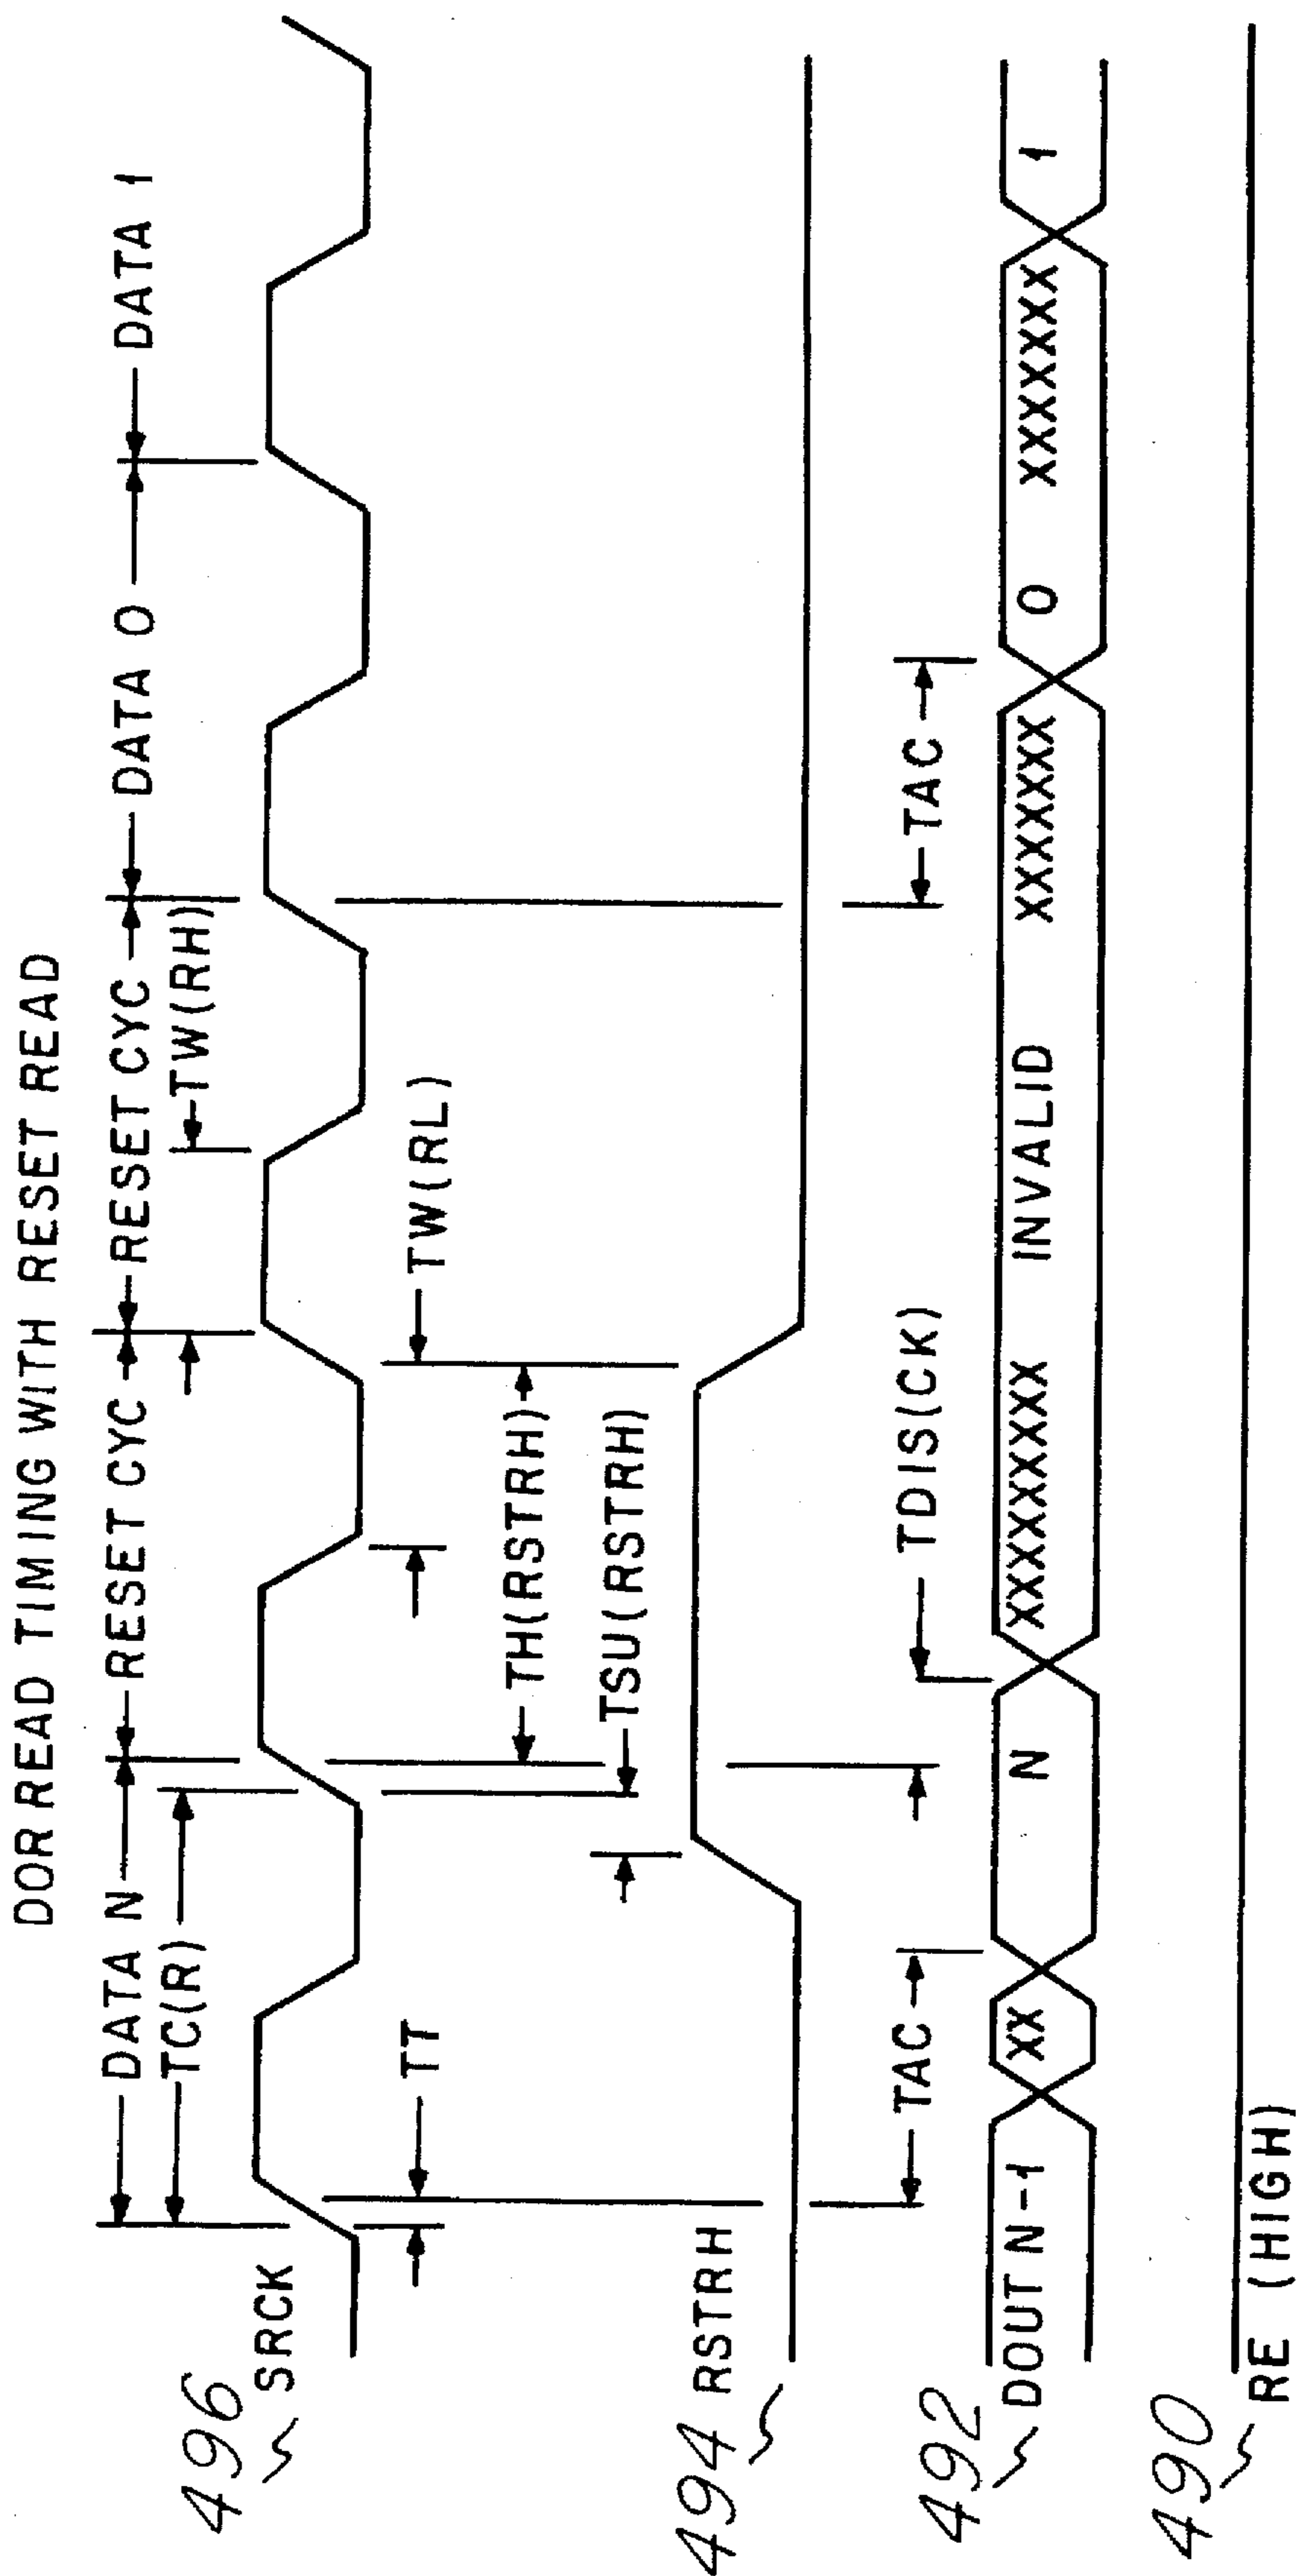 DOR READ TIMING WITH RESET READ
DATA N
RESET CYC
RESET CYC
DATA 0
DATA 1
TC(R)
TW(RH)
496
SRCK
TT
TW(RL)
TH(RSTRH)
TSU(RSTRH)
494
RSTRH
TAC
TDIS(CK)
TAC
492
DOUT N-1
XX
N
XXXXXXXXX
INVALID
XXXXXXX
0
XXXXXXX
1
490
RE (HIGH)